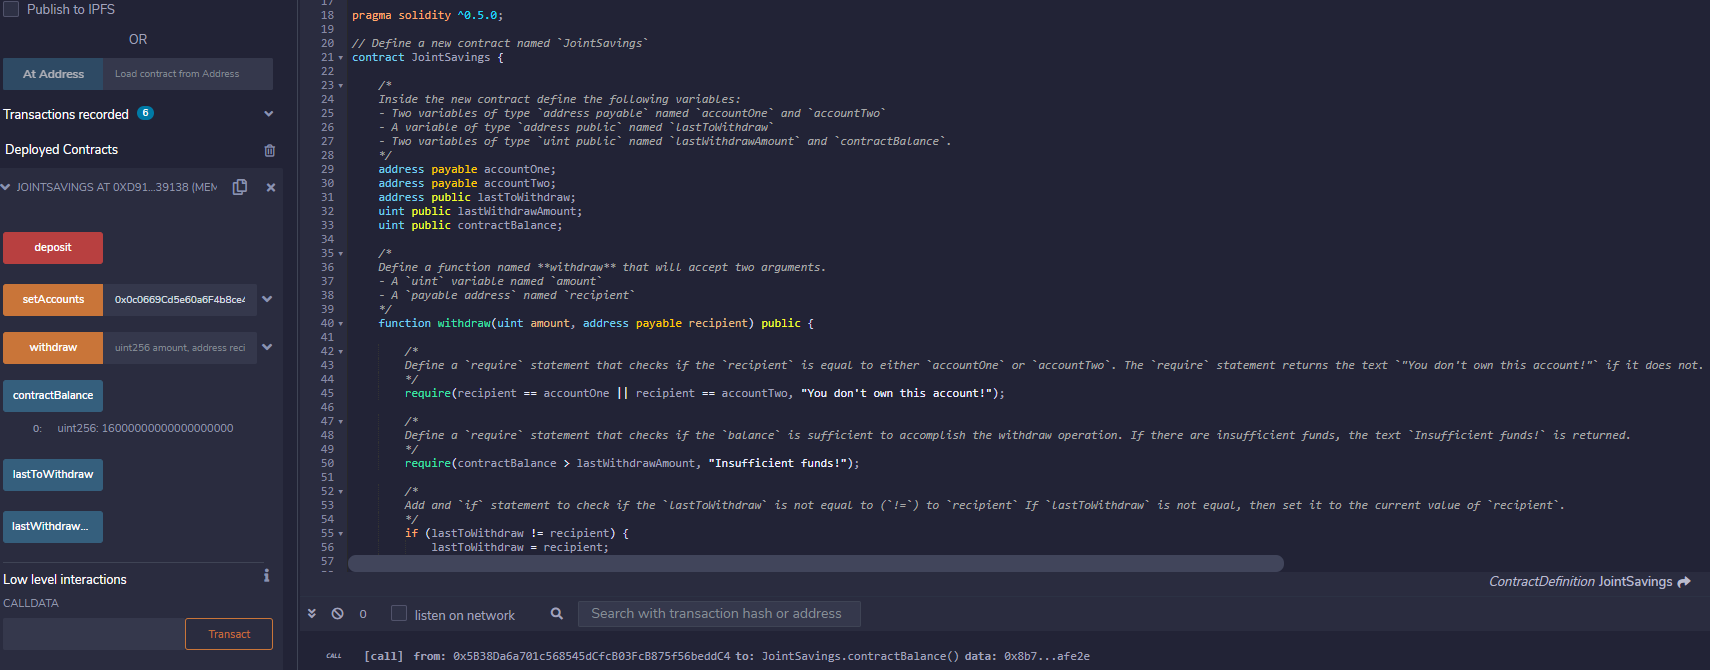 Publish to IPFS
OR
At Address Load contract from Address
Transactions recorded 6
Deployed Contracts
JOINTSAVINGS AT 0XD91...39138 (MEM
deposit
setAccounts 0x0c0669Cd5e60a6F4b8ce4
withdraw uint256 amount, address reci
contractBalance
0: uint256: 16000000000000000000
lastToWithdraw
lastWithdraw...
Low level interactions i
CALLDATA
Transact
17
18 pragma solidity ^0.5.0;
19
20 // Define a new contract named `JointSavings`
21 contract JointSavings {
22
23 /*
24 Inside the new contract define the following variables:
25 - Two variables of type `address payable` named `accountOne` and `accountTwo`
26 - A variable of type `address public` named `lastToWithdraw`
27 - Two variables of type `uint public` named `lastWithdrawAmount` and `contractBalance`.
28 */
29 address payable accountOne;
30 address payable accountTwo;
31 address public lastToWithdraw;
32 uint public lastWithdrawAmount;
33 uint public contractBalance;
34
35 /*
36 Define a function named **withdraw** that will accept two arguments.
37 - A `uint` variable named `amount`
38 - A `payable address` named `recipient`
39 */
40 function withdraw(uint amount, address payable recipient) public {
41
42 /*
43 Define a `require` statement that checks if the `recipient` is equal to either `accountOne` or `accountTwo`. The `require` statement returns the text `"You don't own this account!"` if it does not.
44 */
45 require(recipient == accountOne || recipient == accountTwo, "You don't own this account!");
46
47 /*
48 Define a `require` statement that checks if the `balance` is sufficient to accomplish the withdraw operation. If there are insufficient funds, the text `Insufficient funds!` is returned.
49 */
50 require(contractBalance > lastWithdrawAmount, "Insufficient funds!");
51
52 /*
53 Add and `if` statement to check if the `lastToWithdraw` is not equal to (`!=`) to `recipient` If `lastToWithdraw` is not equal, then set it to the current value of `recipient`.
54 */
55 if (lastToWithdraw != recipient) {
56 lastToWithdraw = recipient;
57
ContractDefinition JointSavings
0 listen on network Search with transaction hash or address
CALL [call] from: 0x5B38Da6a701c568545dCfcB03FcB875f56beddC4 to: JointSavings.contractBalance() data: 0x8b7...afe2e